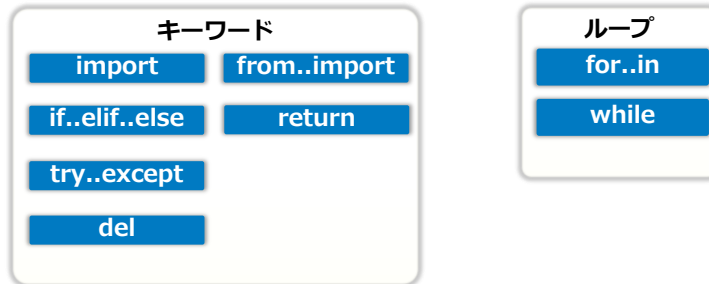 キーワード
import
from..import
if..elif..else
return
try..except
del
ループ
for..in
while